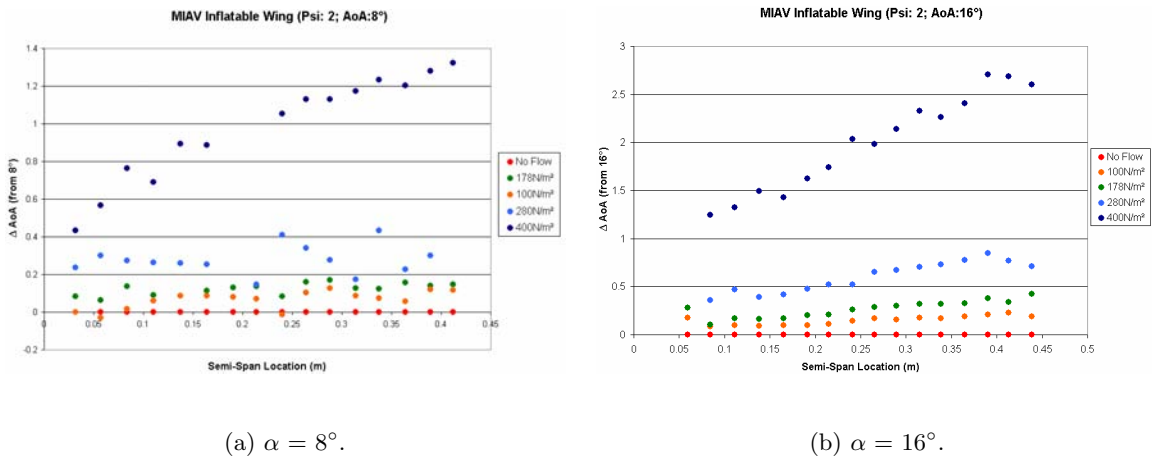 MIAV Inflatable Wing (Psi: 2; AoA:8°)
1.4
1.2
1
0.8
0.6
0.4
0.2
0
-0.2
Δ AoA (from 8°)
0.05
0.1
0.15
0.2
0.25
0.3
0.35
0.4
0.45
Semi-Span Location (m)
No Flow
178N/m²
100N/m²
280N/m²
400N/m²
(a) α = 8°.
MIAV Inflatable Wing (Psi: 2; AoA:16°)
3
2.5
2
1.5
1
0.5
0
Δ AoA (from 16°)
0 0.05 0.1 0.15 0.2 0.25 0.3 0.35 0.4 0.45 0.5
Semi-Span Location (m)
No Flow
100N/m²
178N/m²
280N/m²
400N/m²
(b) α = 16°.